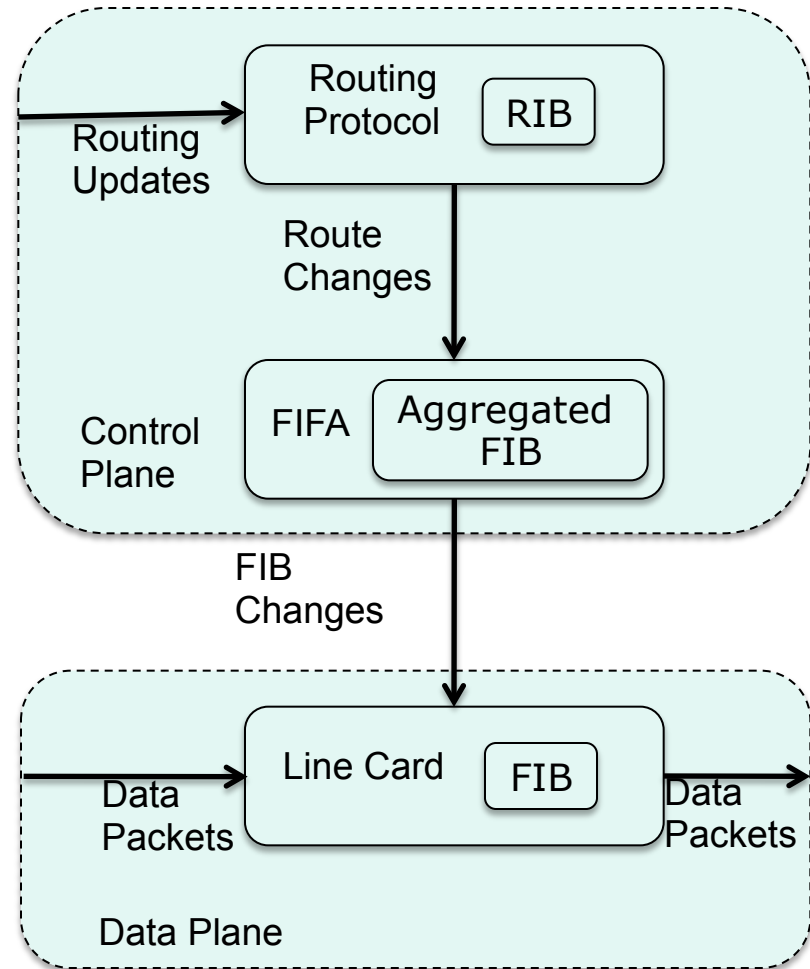 Routing
Protocol
RIB
Routing
Updates
Route
Changes
FIFA
Aggregated
FIB
Control
Plane
FIB
Changes
Line Card
FIB
Data
Packets
Data
Packets
Data Plane